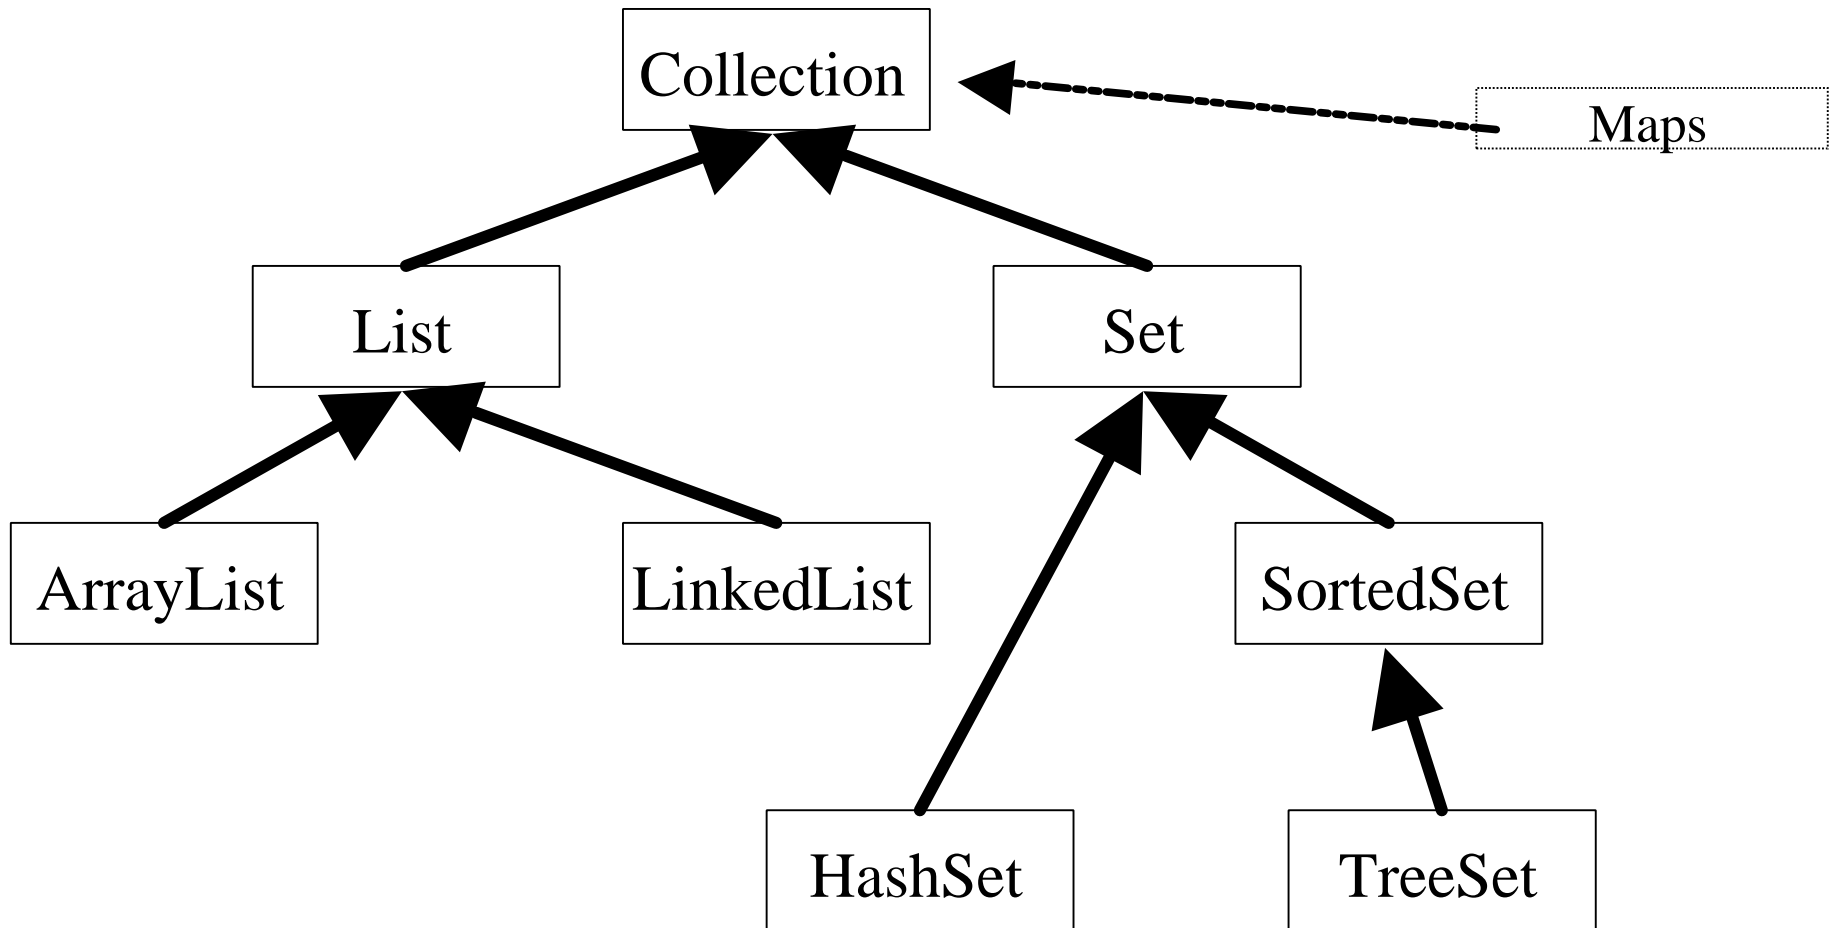 Collection
Maps
List
Set
ArrayList
LinkedList
SortedSet
HashSet
TreeSet